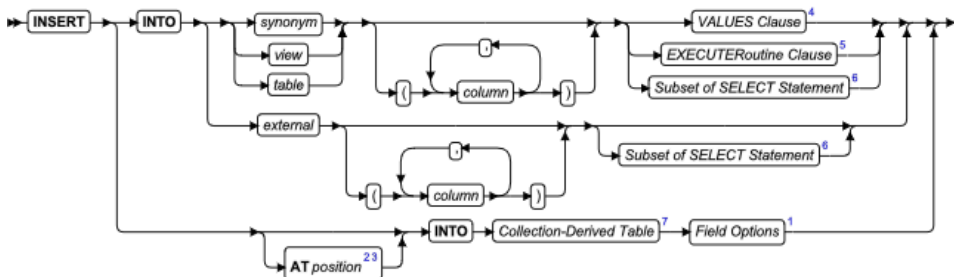 INSERT INTO synonym VALUES Clause 4
view , EXECUTERoutine Clause 5
table ( column ) Subset of SELECT Statement 6
external
, Subset of SELECT Statement 6
( column )
INTO Collection-Derived Table 7 Field Options 1
AT position 2 3